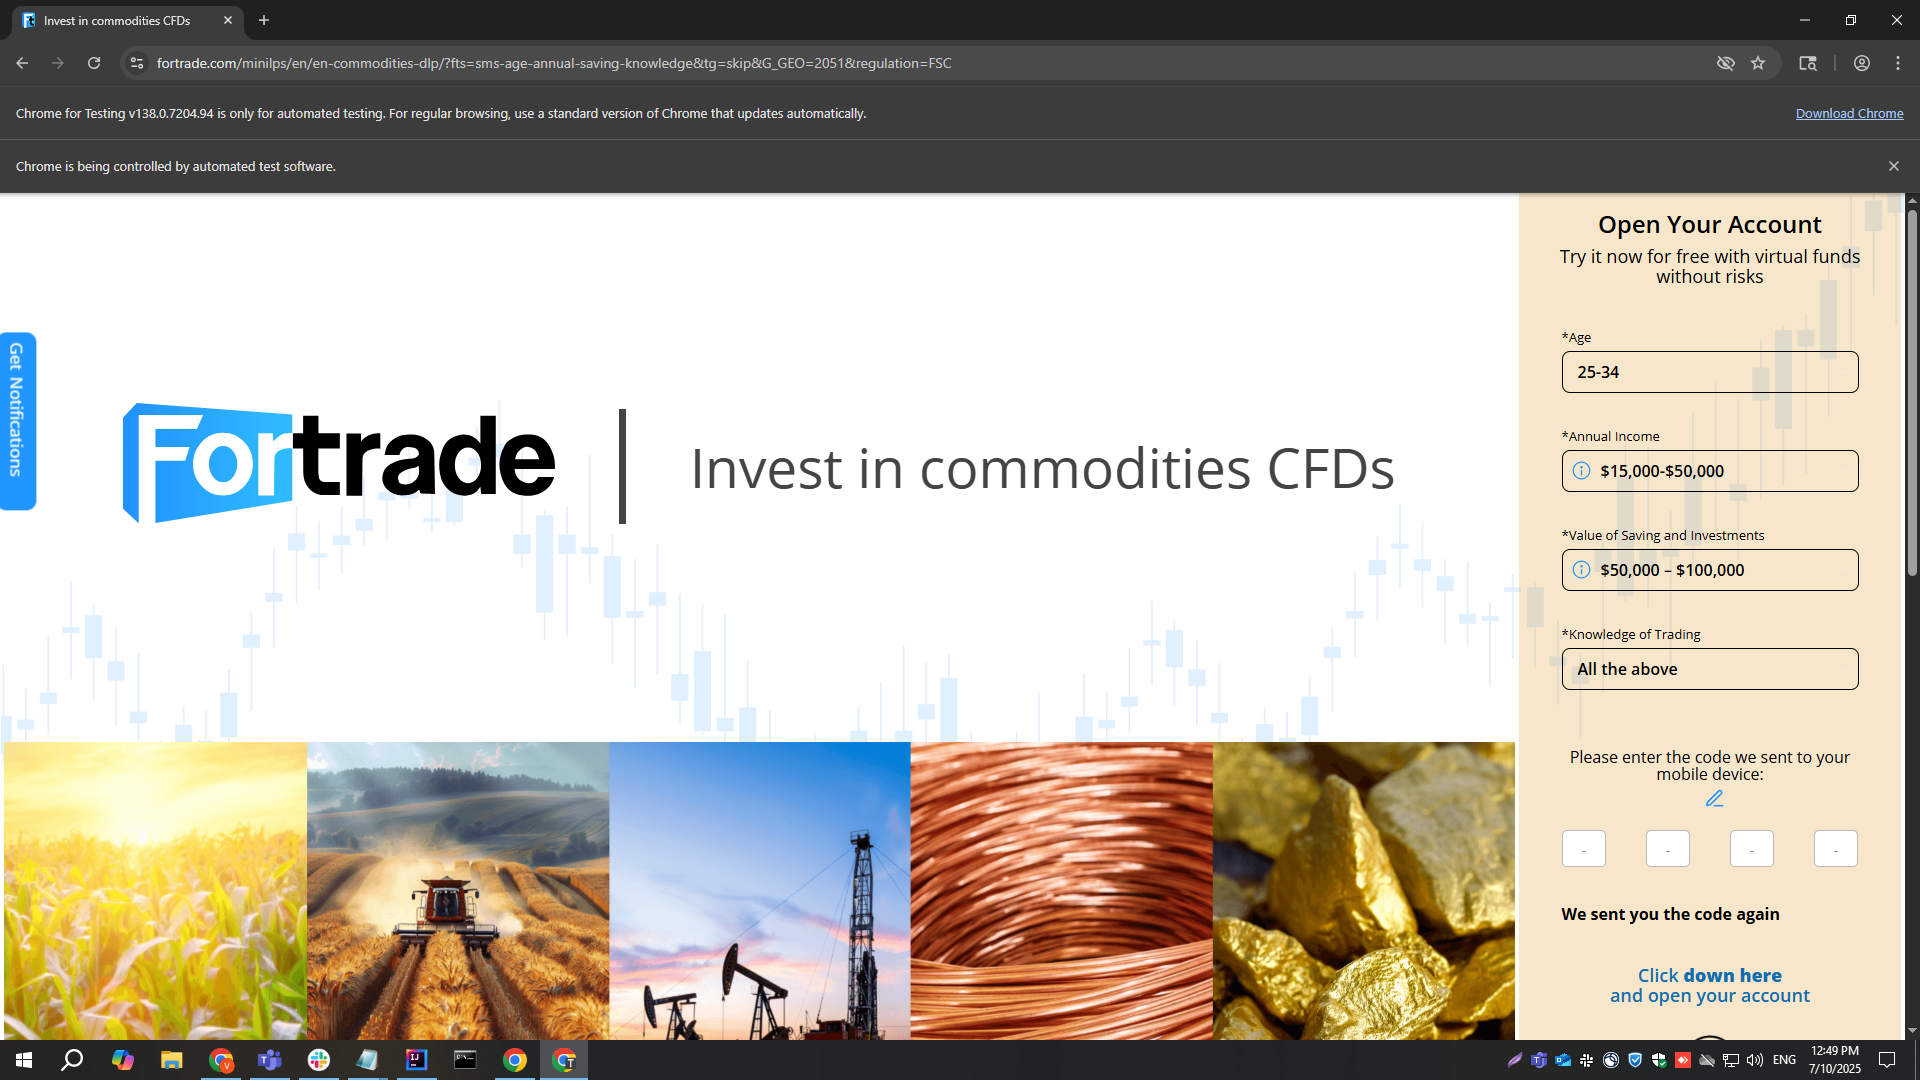 Invest in commodities CFDs
fortrade.com/minilps/en/en-commodities-dlp/?fts=sms-age-annual-saving-knowledge&tg=skip&G_GEO=2051&regulation=FSC
Chrome for Testing v138.0.7204.94 is only for automated testing. For regular browsing, use a standard version of Chrome that updates automatically.
Download Chrome
Chrome is being controlled by automated test software.
Get Notifications
Fortrade
Invest in commodities CFDs
Open Your Account
Try it now for free with virtual funds
without risks
*Age
25-34
*Annual Income
$15,000-$50,000
*Value of Saving and Investments
$50,000 – $100,000
*Knowledge of Trading
All the above
Please enter the code we sent to your
mobile device:
- - - -
We sent you the code again
Click down here
and open your account
ENG
12:49 PM
7/10/2025